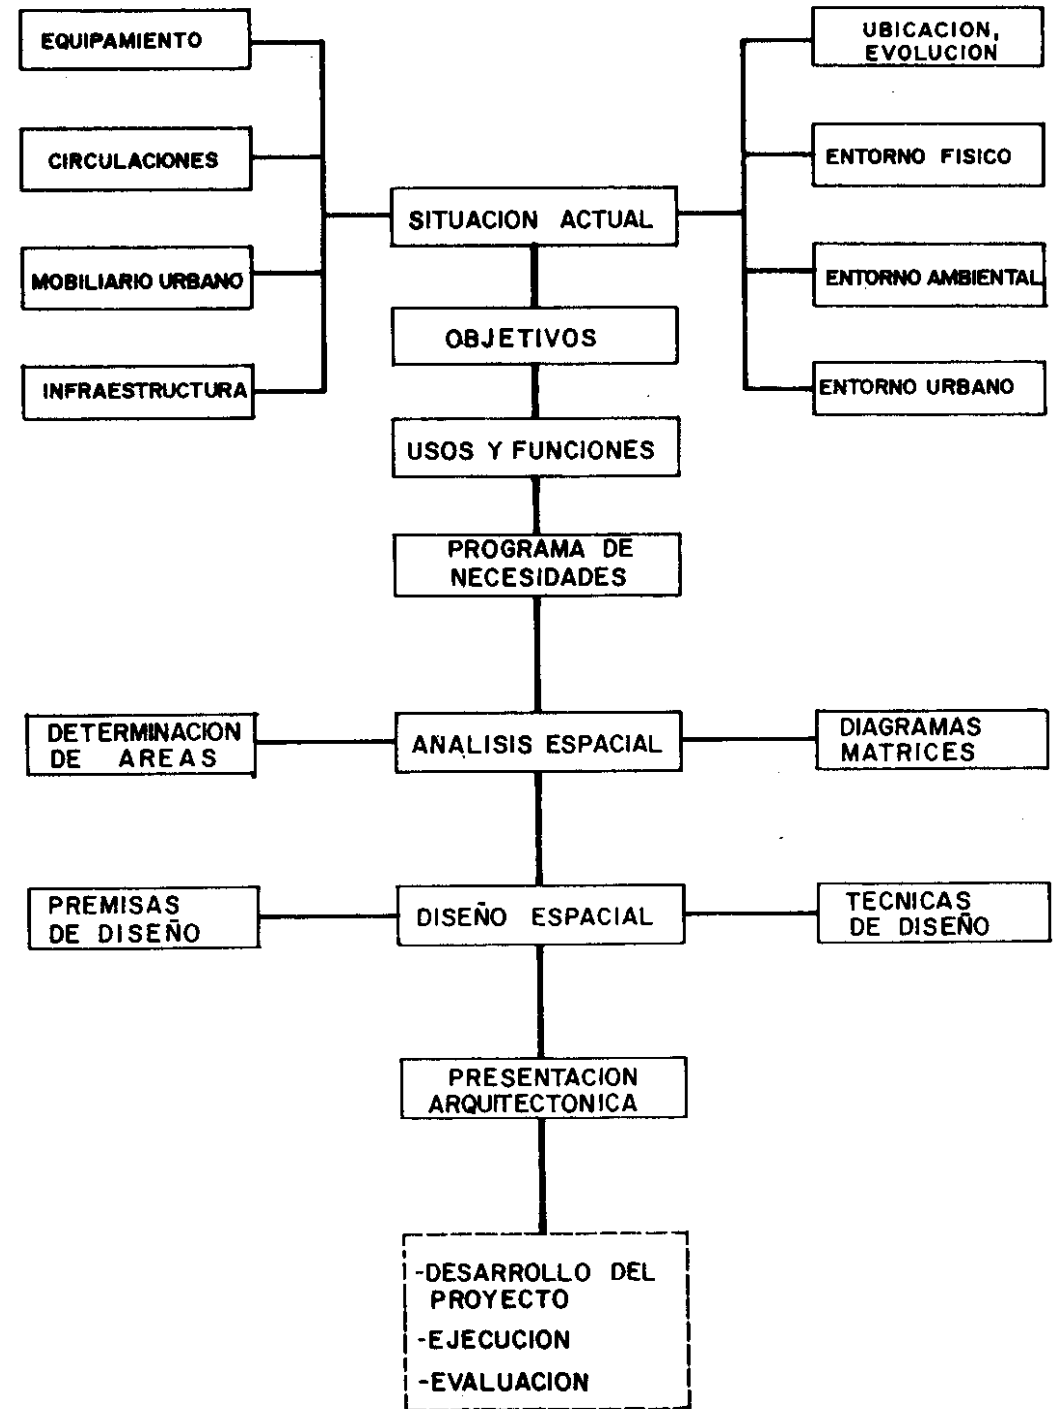 EQUIPAMIENTO
CIRCULACIONES
MOBILIARIO URBANO
INFRAESTRUCTURA
SITUACION ACTUAL
UBICACION,
EVOLUCION
ENTORNO FISICO
ENTORNO AMBIENTAL
ENTORNO URBANO
OBJETIVOS
USOS Y FUNCIONES
PROGRAMA DE
NECESIDADES
DETERMINACION
DE AREAS
ANALISIS ESPACIAL
DIAGRAMAS
MATRICES
PREMISAS
DE DISEÑO
DISEÑO ESPACIAL
TECNICAS
DE DISEÑO
PRESENTACION
ARQUITECTONICA
-DESARROLLO DEL
PROYECTO
-EJECUCION
-EVALUACION